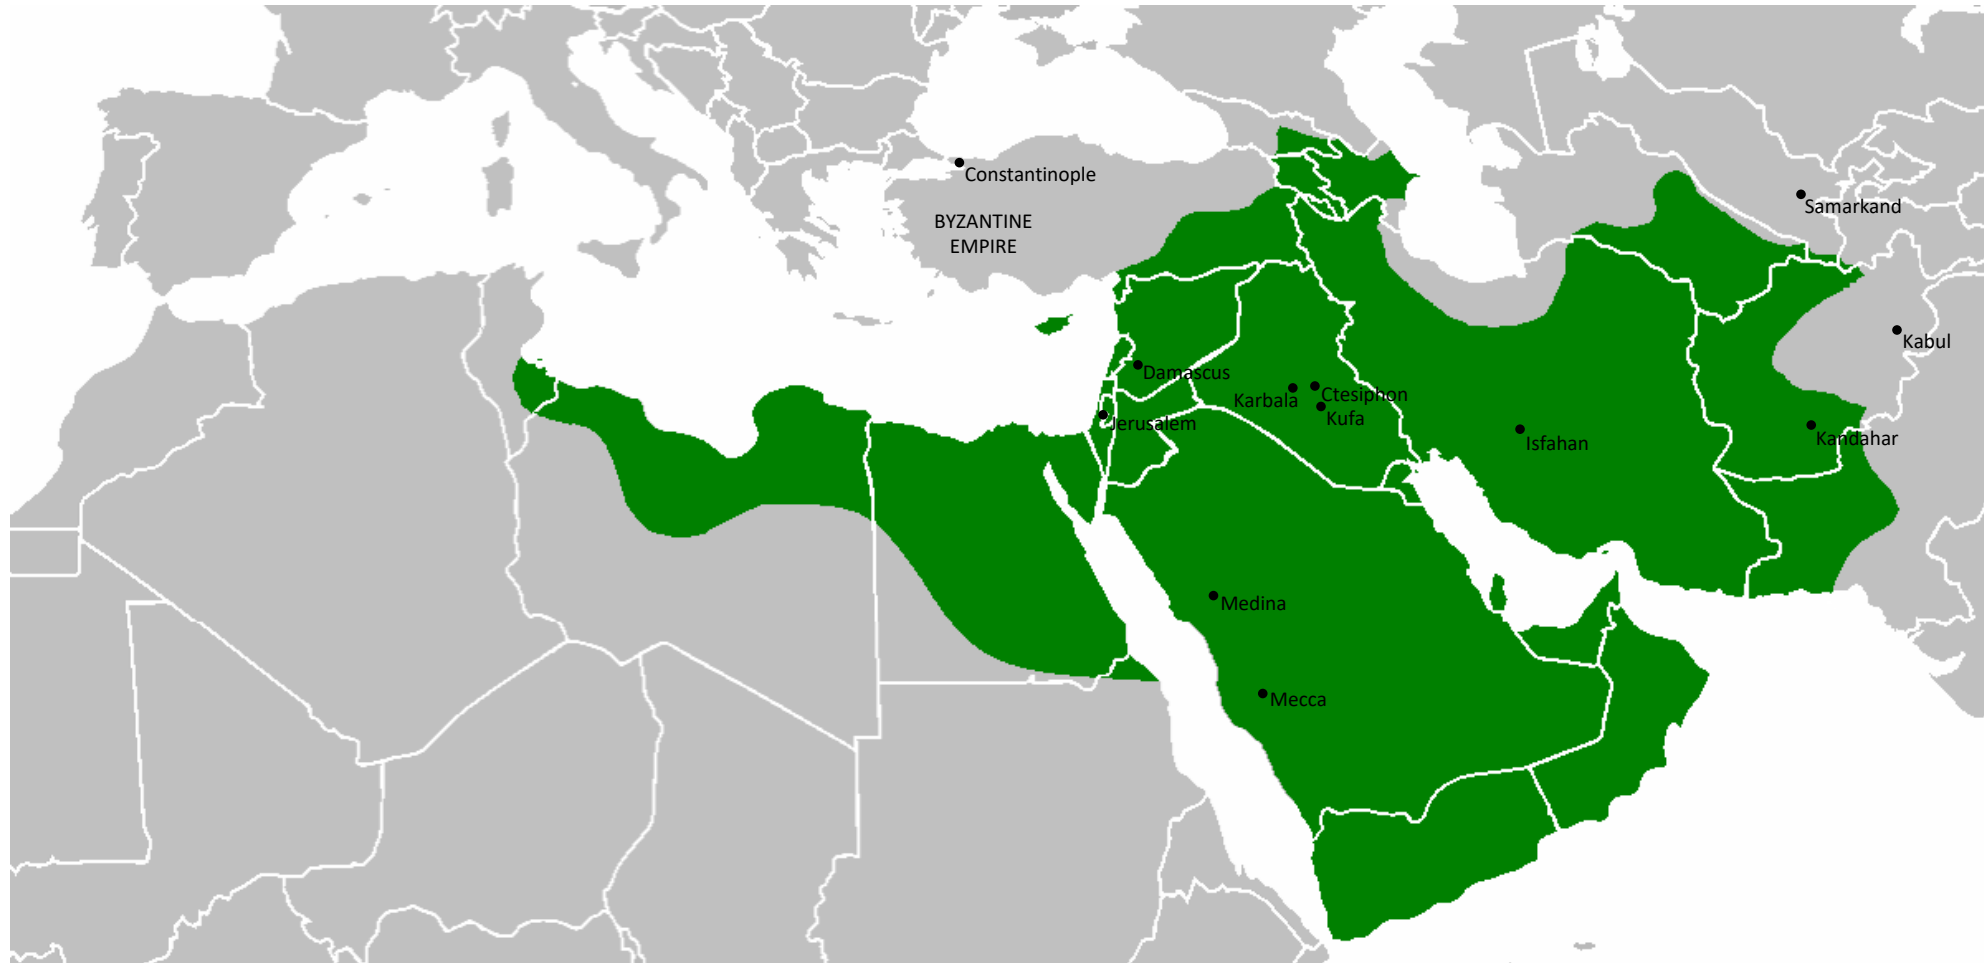 Constantinople
BYZANTINE
EMPIRE
Samarkand
Kabul
Damascus
Karbala
Ctesiphon
Kufa
Jerusalem
Isfahan
Kandahar
Medina
Mecca